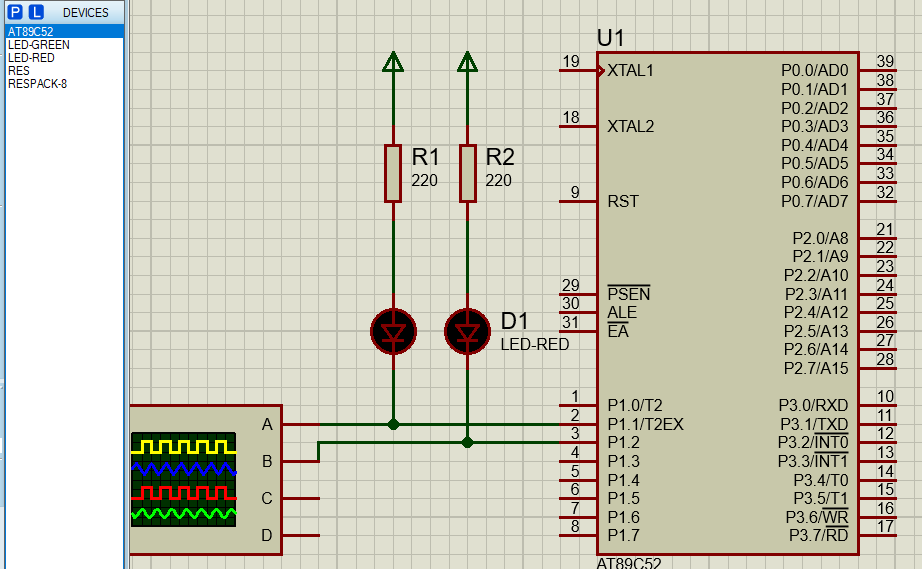 P L DEVICES
AT89C52
LED-GREEN
LED-RED
RES
RESPACK-8
R1
220
R2
220
D1
LED-RED
A
B
C
D
U1
19 XTAL1
18 XTAL2
9 RST
29 PSEN
30 ALE
31 EA
1 P1.0/T2
2 P1.1/T2EX
3 P1.2
4 P1.3
5 P1.4
6 P1.5
7 P1.6
8 P1.7
P0.0/AD0 39
P0.1/AD1 38
P0.2/AD2 37
P0.3/AD3 36
P0.4/AD4 35
P0.5/AD5 34
P0.6/AD6 33
P0.7/AD7 32
P2.0/A8 21
P2.1/A9 22
P2.2/A10 23
P2.3/A11 24
P2.4/A12 25
P2.5/A13 26
P2.6/A14 27
P2.7/A15 28
P3.0/RXD 10
P3.1/TXD 11
P3.2/INT0 12
P3.3/INT1 13
P3.4/T0 14
P3.5/T1 15
P3.6/WR 16
P3.7/RD 17
AT89C52